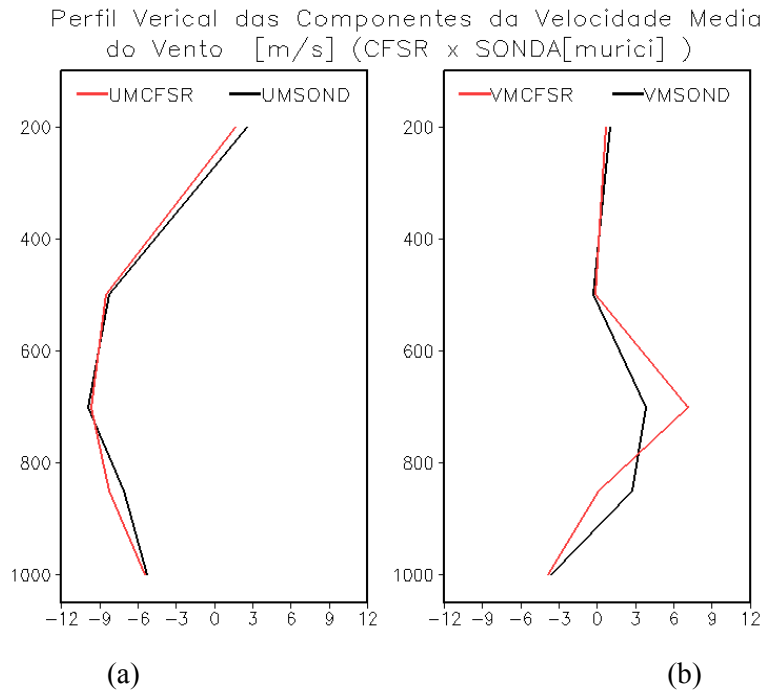 Perfil Verical das Componentes da Velocidade Media
do Vento [m/s] (CFSR x SONDA[murici] )
UMCFSR UMSOND VMCFSR VMSOND
200 200
400 400
600 600
800 800
1000 1000
-12 -9 -6 -3 0 3 6 9 12 -12 -9 -6 -3 0 3 6 9 12
(a) (b)